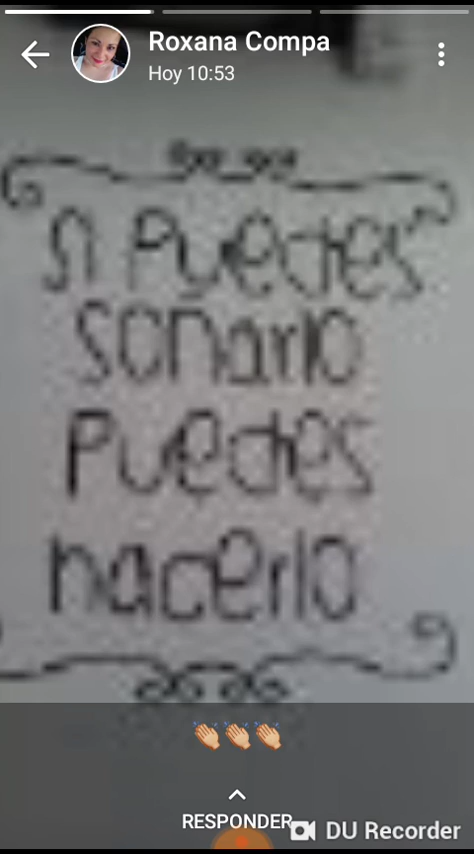 Roxana Compa
Hoy 10:53
Si Puedes
soñarlo
Puedes
hacerlo
👏👏👏
RESPONDER
DU Recorder